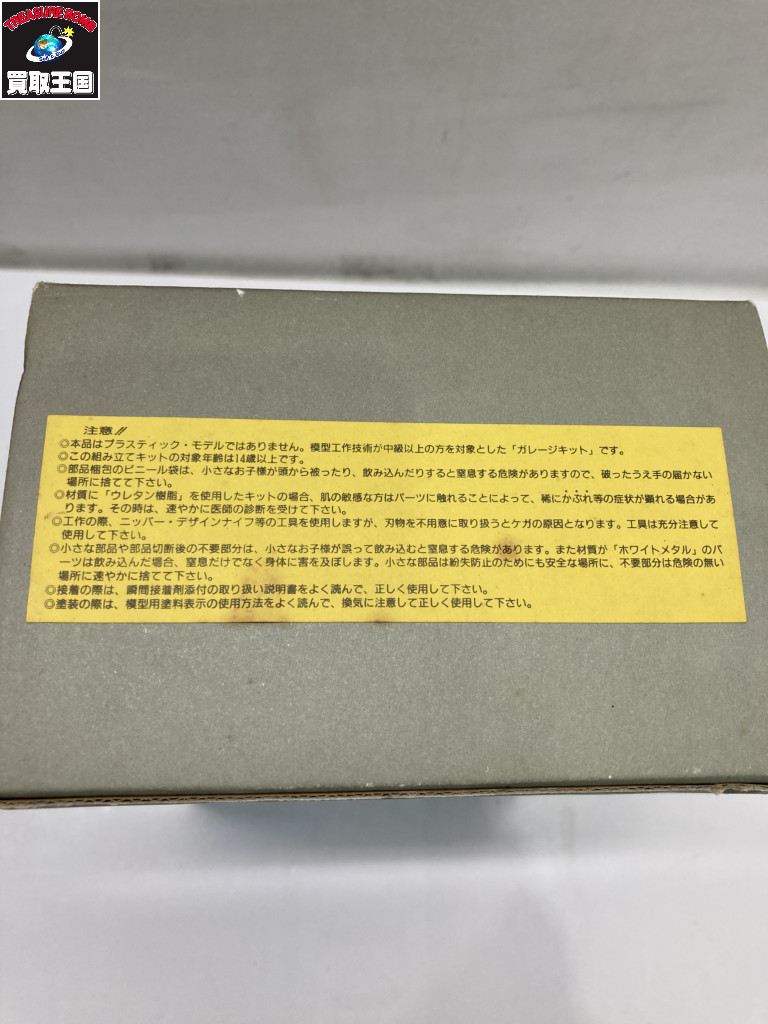 TREASURE BOMB
買取王国
注意!!
◎本品はプラスティック・モデルではありません。模型工作技術が中級以上の方を対象とした「ガレージキット」です。
◎この組み立てキットの対象年齢は14歳以上です。
◎部品梱包のビニール袋は、小さなお子様が頭から被ったり、飲み込んだりすると窒息する危険がありますので、破ったうえ手の届かない
場所に捨てて下さい。
◎材質に「ウレタン樹脂」を使用したキットの場合、肌の敏感な方はパーツに触れることによって、稀にかぶれ等の症状が顕れる場合があ
ります。その時は、速やかに医師の診断を受けて下さい。
◎工作の際、ニッパー・デザインナイフ等の工具を使用しますが、刃物を不用意に取り扱うとケガの原因となります。工具は充分注意して
使用して下さい。
◎小さな部品や部品切断後の不要部分は、小さなお子様が誤って飲み込むと窒息する危険があります。また材質が「ホワイトメタル」のパ
ーツは飲み込んだ場合、窒息だけでなく身体に害を及ぼします。小さな部品は紛失防止のためにも安全な場所に、不要部分は危険の無い
場所に速やかに捨てて下さい。
◎接着の際は、瞬間接着剤添付の取り扱い説明書をよく読んで、正しく使用して下さい。
◎塗装の際は、模型用塗料表示の使用方法をよく読んで、換気に注意して正しく使用して下さい。